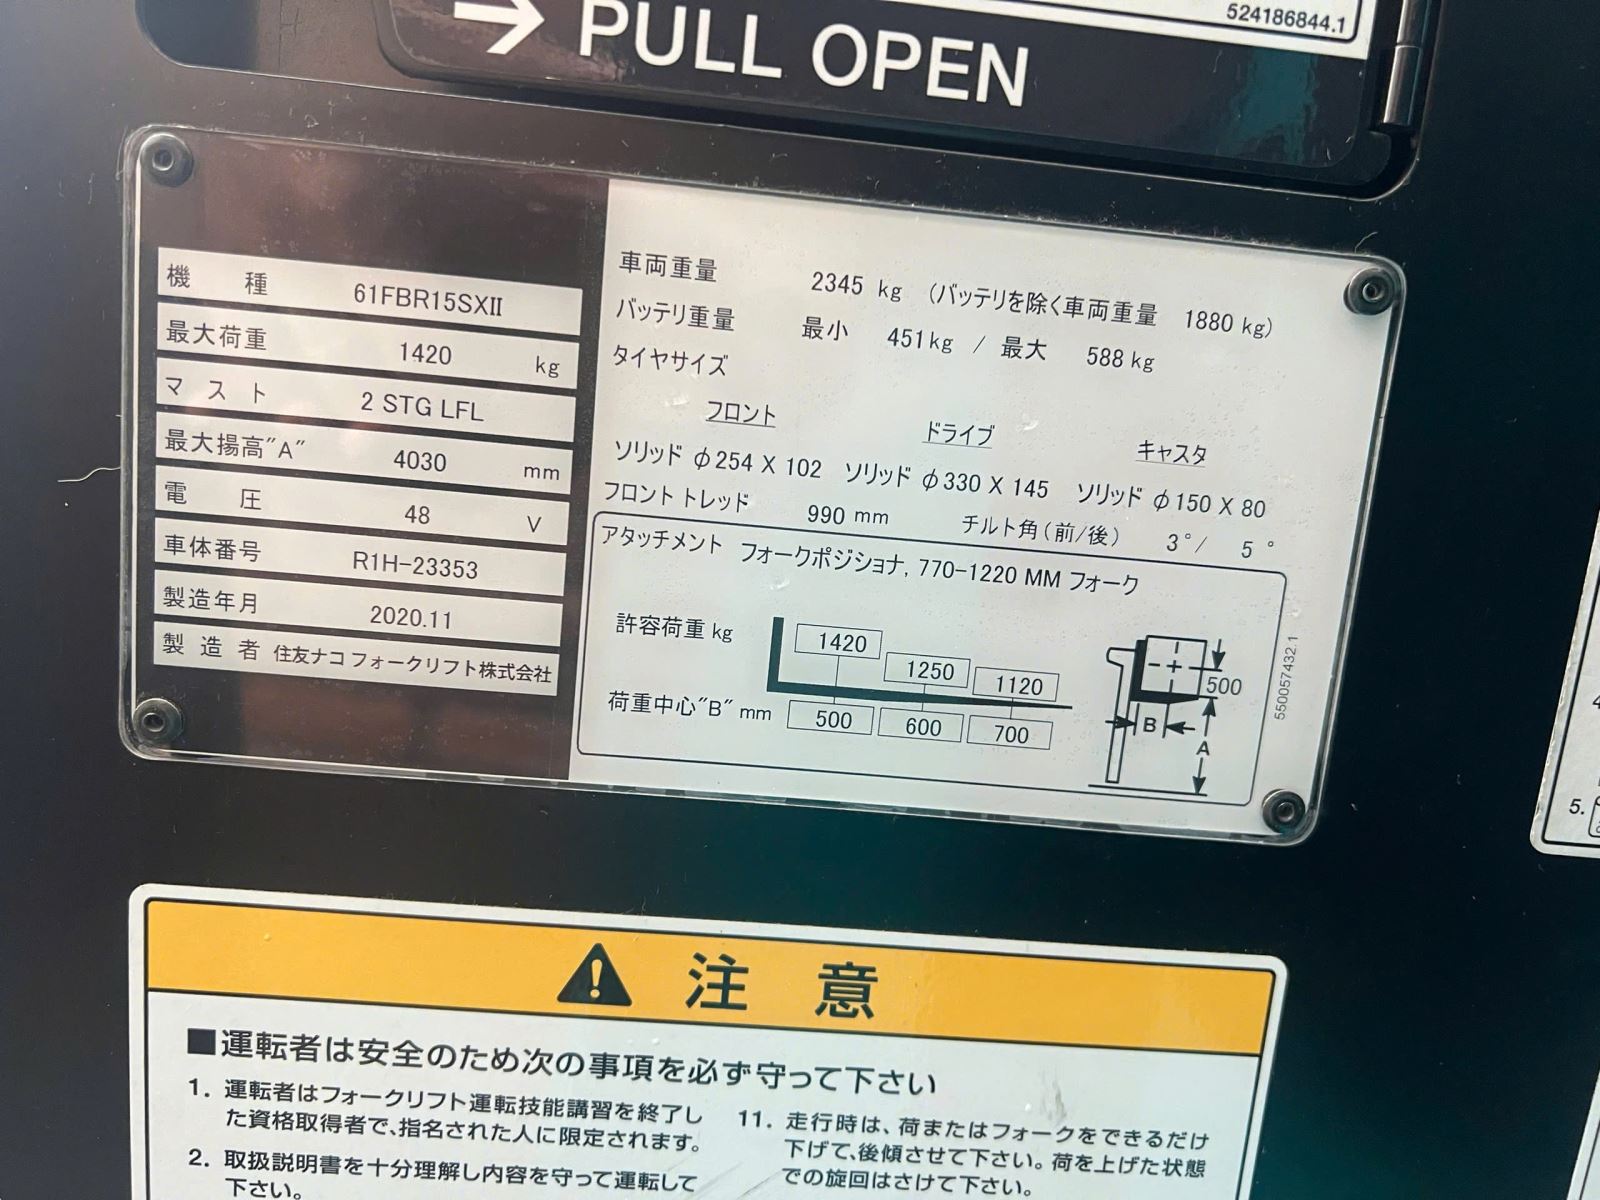 524186844.1
→ PULL OPEN
機種 61FBR15SXII
最大荷重 1420 kg
マスト 2 STG LFL
最大揚高"A" 4030 mm
電圧 48 V
車体番号 R1H-23353
製造年月 2020.11
製造者 住友ナコ フォークリフト株式会社
車両重量 2345 kg (バッテリを除く車両重量 1880 kg)
バッテリ重量 最小 451kg / 最大 588 kg
タイヤサイズ
フロント ドライブ キャスタ
ソリッド φ254 X 102 ソリッド φ330 X 145 ソリッド φ150 X 80
フロント トレッド 990 mm チルト角(前/後) 3°/ 5 °
アタッチメント フォークポジショナ, 770-1220 MM フォーク
許容荷重 kg 1420 1250 1120
荷重中心"B" mm 500 600 700
500
B
A
550057432.1
注意
■運転者は安全のため次の事項を必ず守って下さい
1. 運転者はフォークリフト運転技能講習を終了し
た資格取得者で、指名された人に限定されます。
2. 取扱説明書を十分理解し内容を守って運転して
下さい。
11. 走行時は、荷またはフォークをできるだけ
下げて、後傾させて下さい。荷を上げた状態
での旋回はさけて下さい。
5.